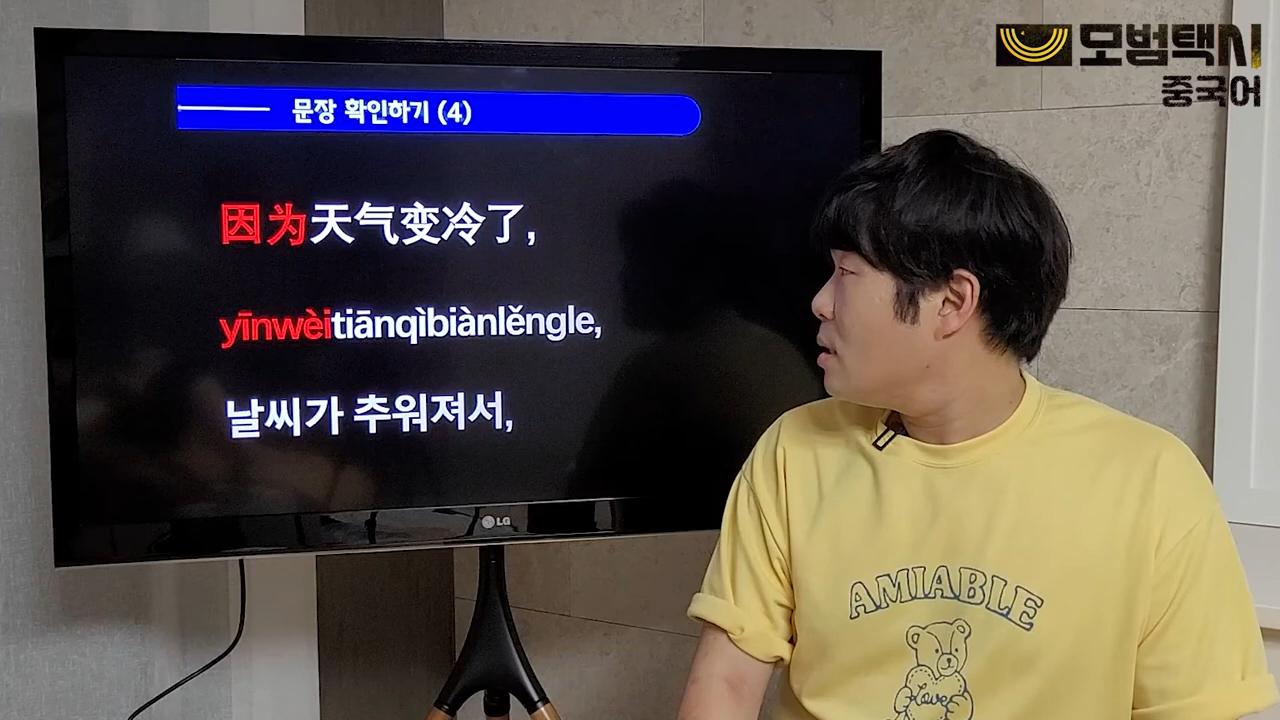 모범택시
중국어
문장 확인하기 (4)
因为天气变冷了,
yīnwèitiānqìbiànlěngle,
날씨가 추워져서,
LG
AMIABLE
Love